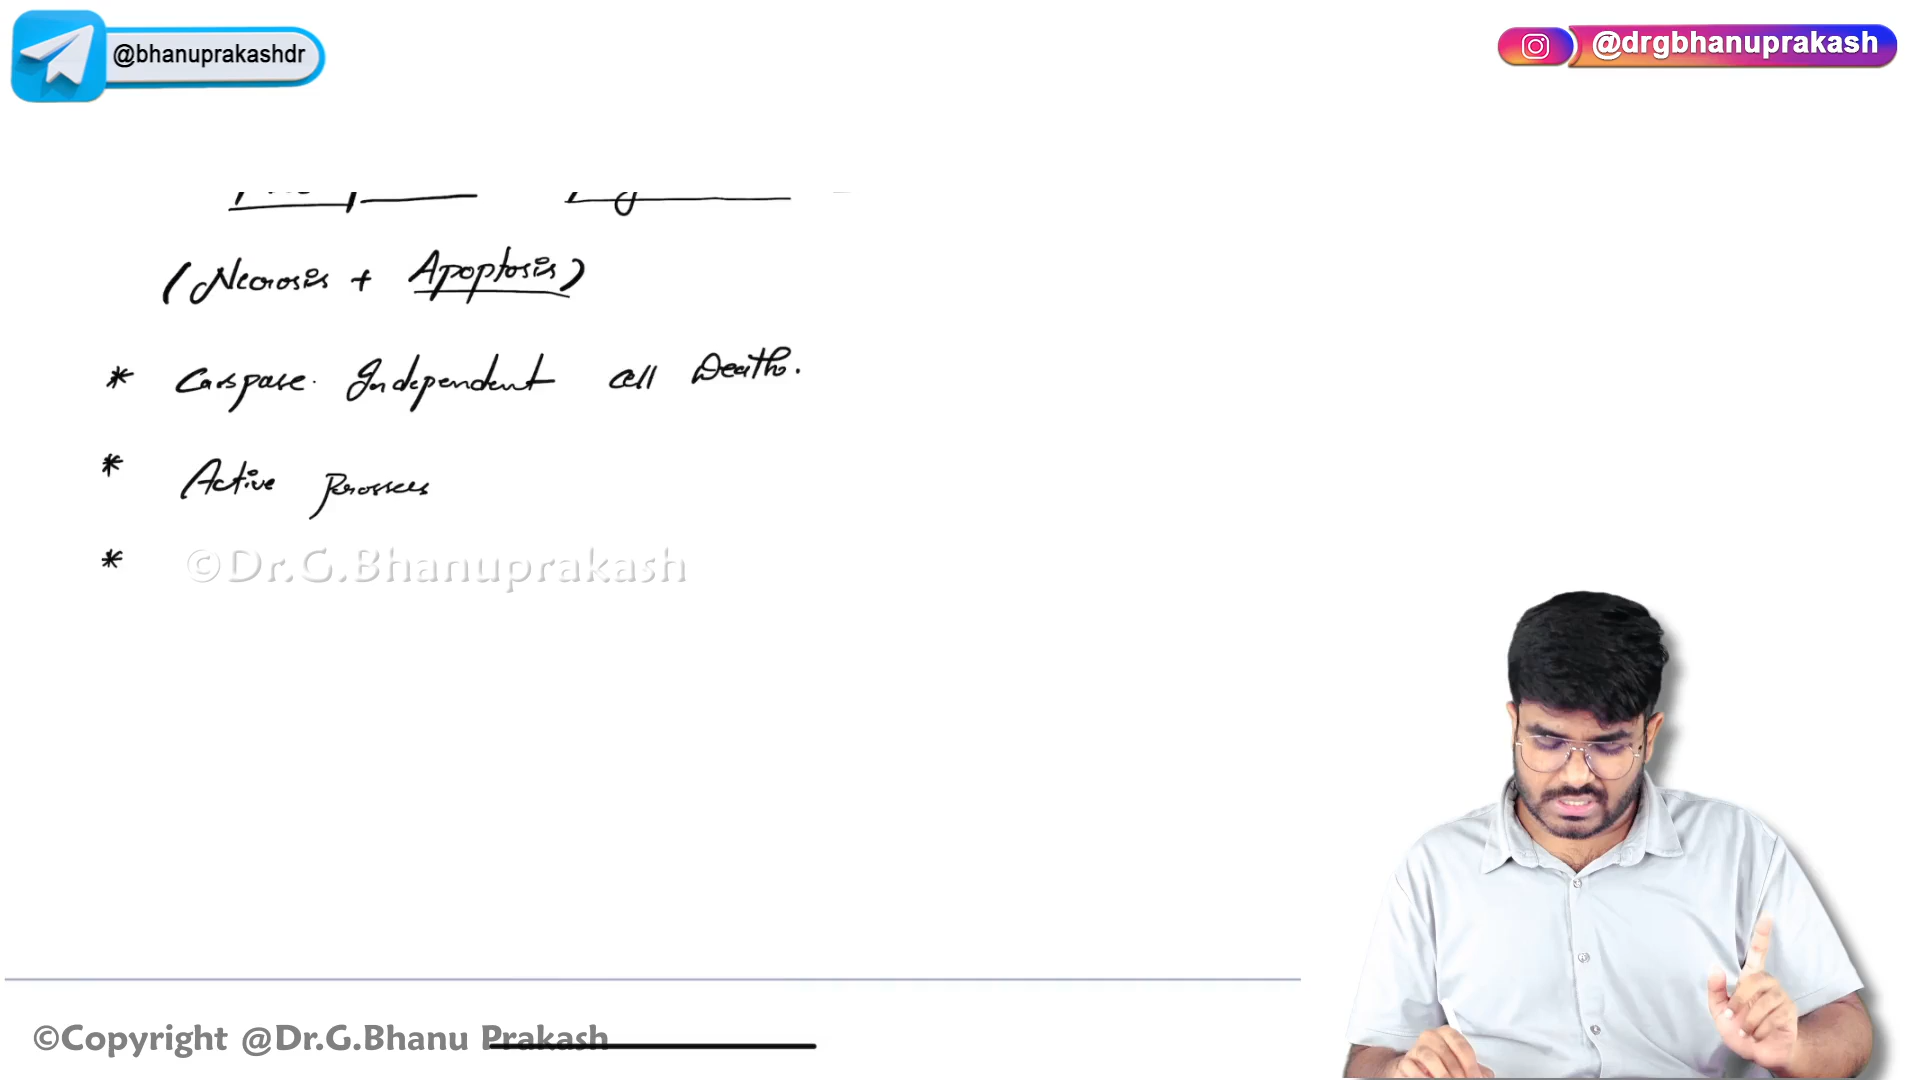 @bhanuprakashdr
@drgbhanuprakash
(Necrosis + Apoptosis)
* Caspase. Independent cell Death.
* Active process
*
©Dr.G.Bhanuprakash
©Copyright @Dr.G.Bhanu Prakash